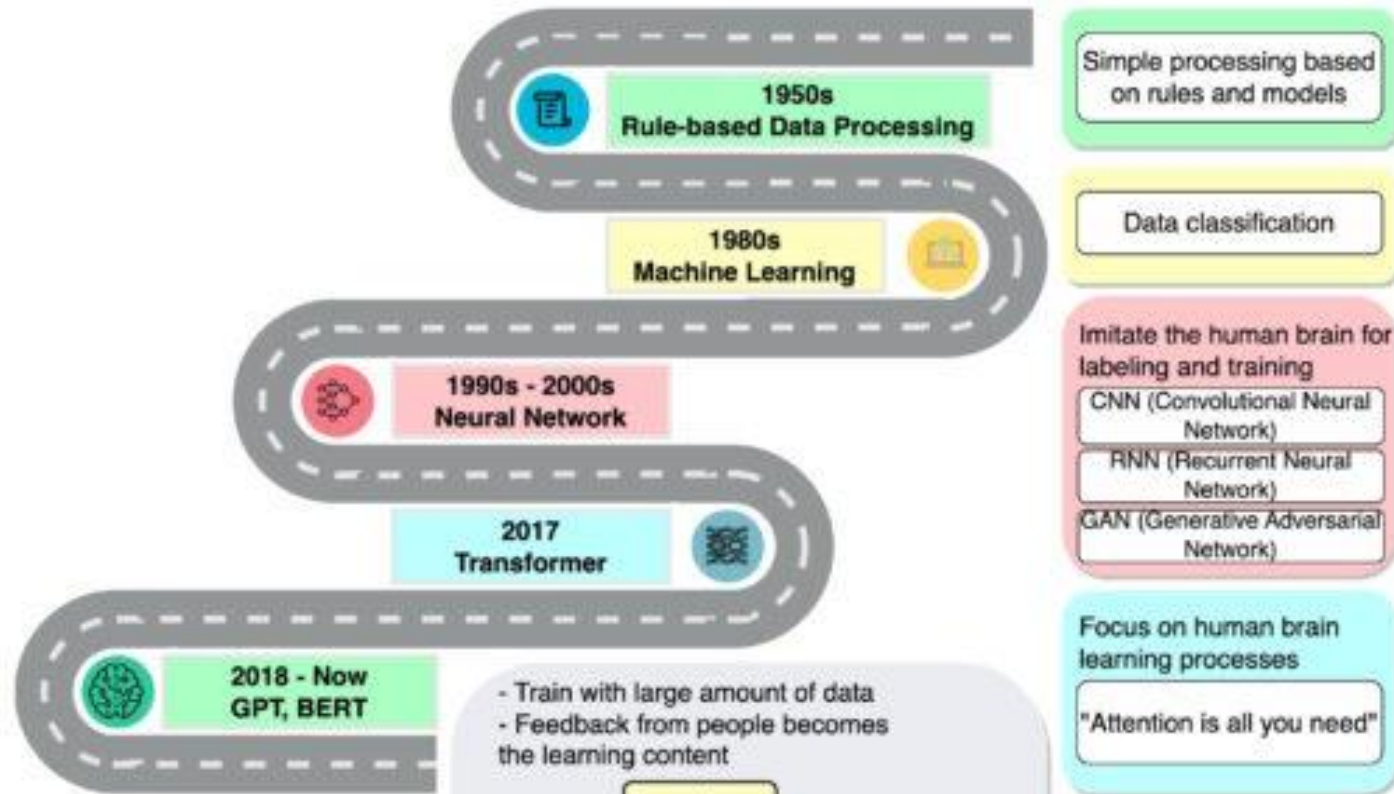 1950s
Rule-based Data Processing
Simple processing based
on rules and models
1980s
Machine Learning
Data classification
1990s - 2000s
Neural Network
Imitate the human brain for
labeling and training
CNN (Convolutional Neural
Network)
RNN (Recurrent Neural
Network)
GAN (Generative Adversarial
Network)
2017
Transformer
Focus on human brain
learning processes
"Attention is all you need"
2018 - Now
GPT, BERT
- Train with large amount of data
- Feedback from people becomes
the learning content